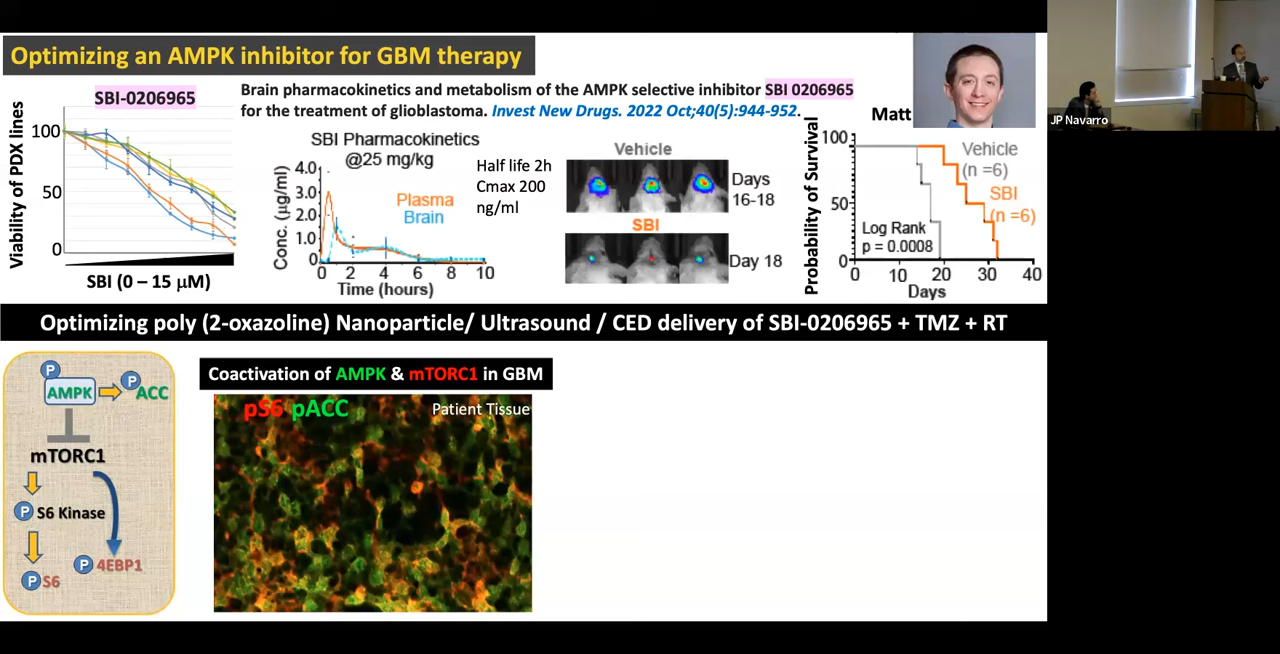 Optimizing an AMPK inhibitor for GBM therapy
SBI-0206965
Viability of PDX lines
100
50
0
SBI (0 – 15 μM)
Brain pharmacokinetics and metabolism of the AMPK selective inhibitor SBI 0206965
for the treatment of glioblastoma. Invest New Drugs. 2022 Oct;40(5):944-952.
SBI Pharmacokinetics
@25 mg/kg
Conc. (μg/ml)
4.0
3.0
2.0
1.0
0
Plasma
Brain
0 2 4 6 8 10
Time (hours)
Half life 2h
Cmax 200
ng/ml
Vehicle
Days
16-18
SBI
Day 18
Matt
Probability of Survival
100
50
0
Vehicle
(n =6)
SBI
(n =6)
Log Rank
p = 0.0008
0 10 20 30 40
Days
JP Navarro
Optimizing poly (2-oxazoline) Nanoparticle/ Ultrasound / CED delivery of SBI-0206965 + TMZ + RT
P
AMPK
P
ACC
mTORC1
P S6 Kinase
P 4EBP1
P S6
Coactivation of AMPK & mTORC1 in GBM
pS6 pACC
Patient Tissue